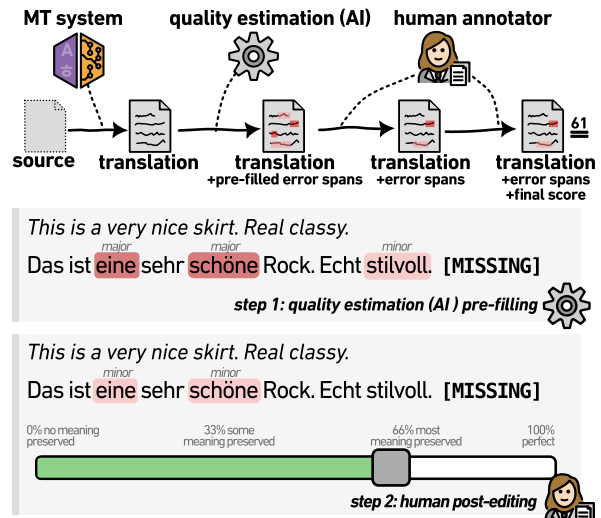 MT system quality estimation (AI) human annotator
A
61
source translation translation translation translation
+pre-filled error spans +error spans +error spans
+final score
This is a very nice skirt. Real classy.
major major minor
Das ist eine sehr schöne Rock. Echt stilvoll. [MISSING]
step 1: quality estimation (AI ) pre-filling
This is a very nice skirt. Real classy.
minor minor
Das ist eine sehr schöne Rock. Echt stilvoll. [MISSING]
0% no meaning 33% some 66% most 100%
preserved meaning preserved meaning preserved perfect
step 2: human post-editing